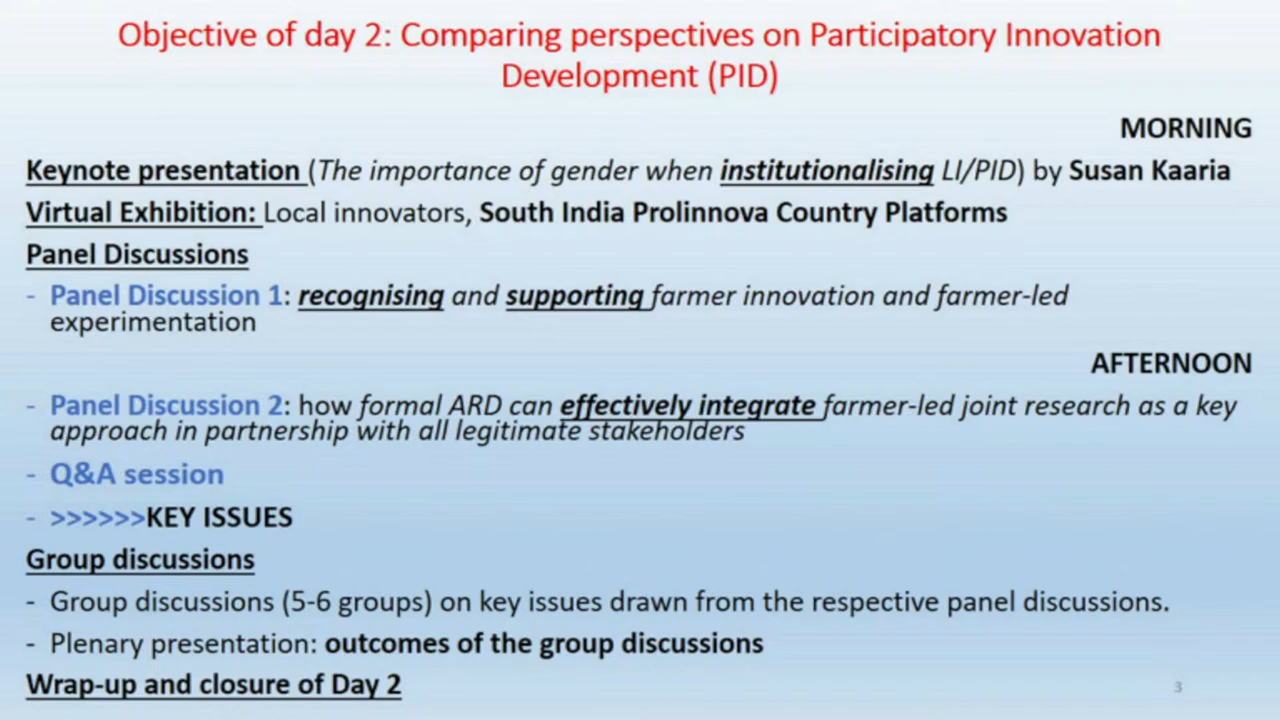 Objective of day 2: Comparing perspectives on Participatory Innovation
Development (PID)
MORNING
Keynote presentation (The importance of gender when institutionalising LI/PID) by Susan Kaaria
Virtual Exhibition: Local innovators, South India Prolinnova Country Platforms
Panel Discussions
- Panel Discussion 1: recognising and supporting farmer innovation and farmer-led
experimentation
AFTERNOON
- Panel Discussion 2: how formal ARD can effectively integrate farmer-led joint research as a key
approach in partnership with all legitimate stakeholders
- Q&A session
- >>>>>>KEY ISSUES
Group discussions
- Group discussions (5-6 groups) on key issues drawn from the respective panel discussions.
- Plenary presentation: outcomes of the group discussions
Wrap-up and closure of Day 2
3